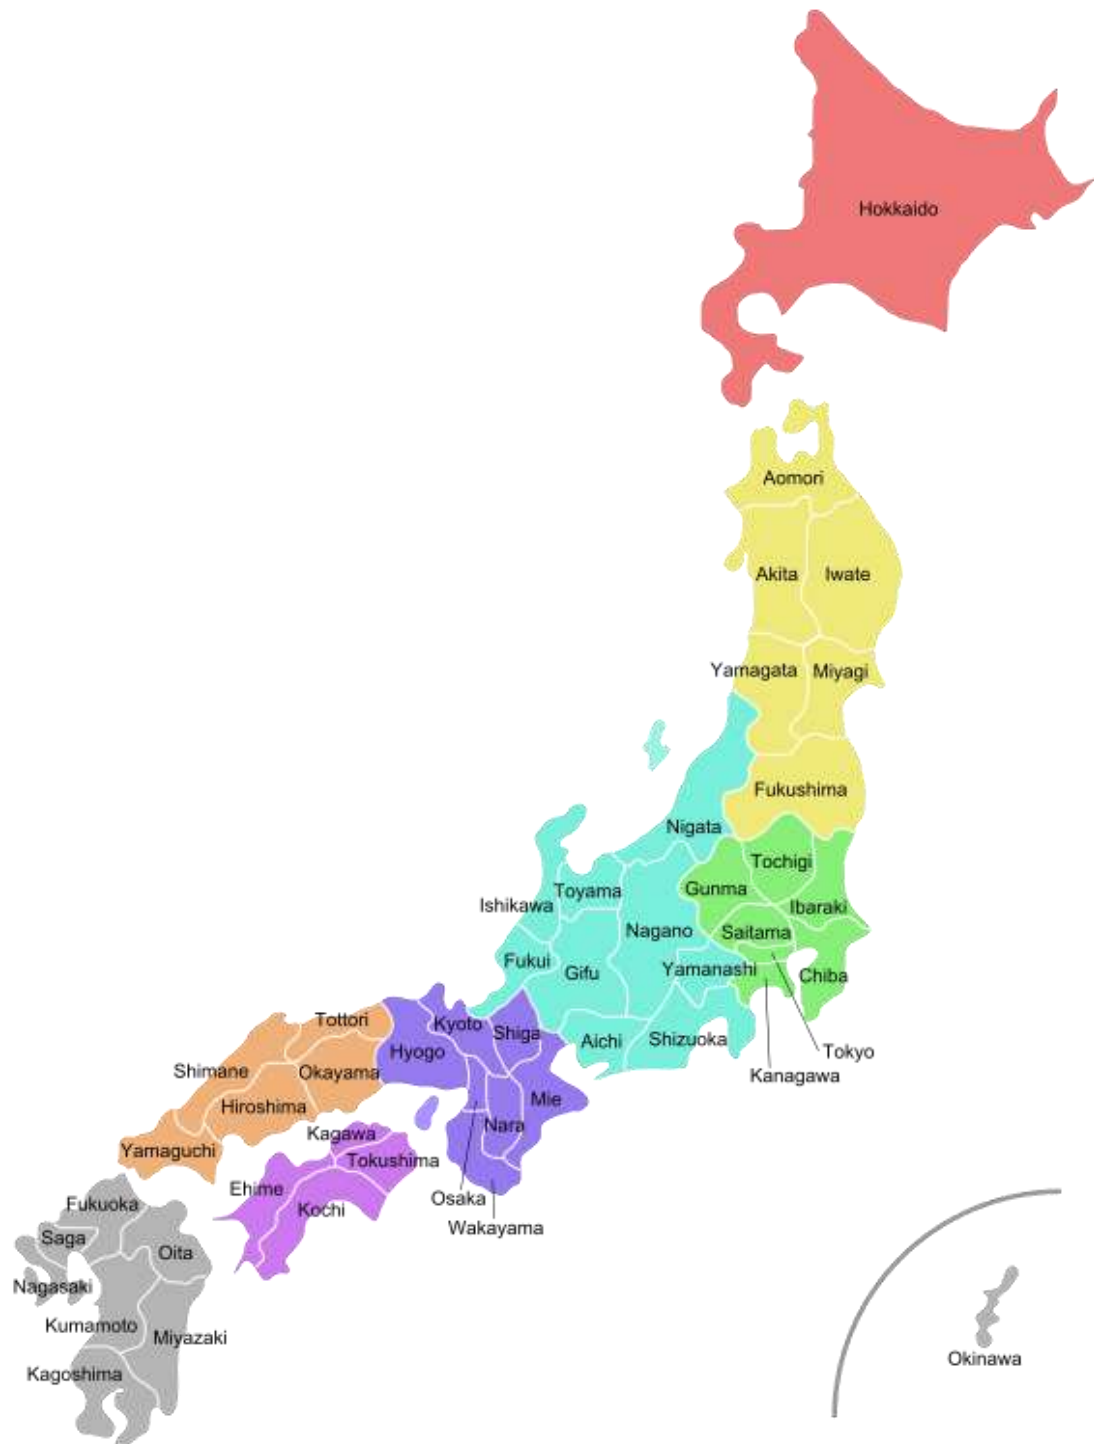 Hokkaido
Aomori
Akita
Iwate
Yamagata
Miyagi
Fukushima
Nigata
Tochigi
Gunma
Toyama
Ishikawa
Ibaraki
Nagano
Saitama
Fukui
Gifu
Yamanashi
Chiba
Tottori
Kyoto
Shiga
Aichi
Shizuoka
Hyogo
Tokyo
Shimane
Okayama
Kanagawa
Hiroshima
Mie
Nara
Kagawa
Yamaguchi
Tokushima
Ehime
Osaka
Fukuoka
Kochi
Wakayama
Saga
Oita
Nagasaki
Kumamoto
Miyazaki
Okinawa
Kagoshima